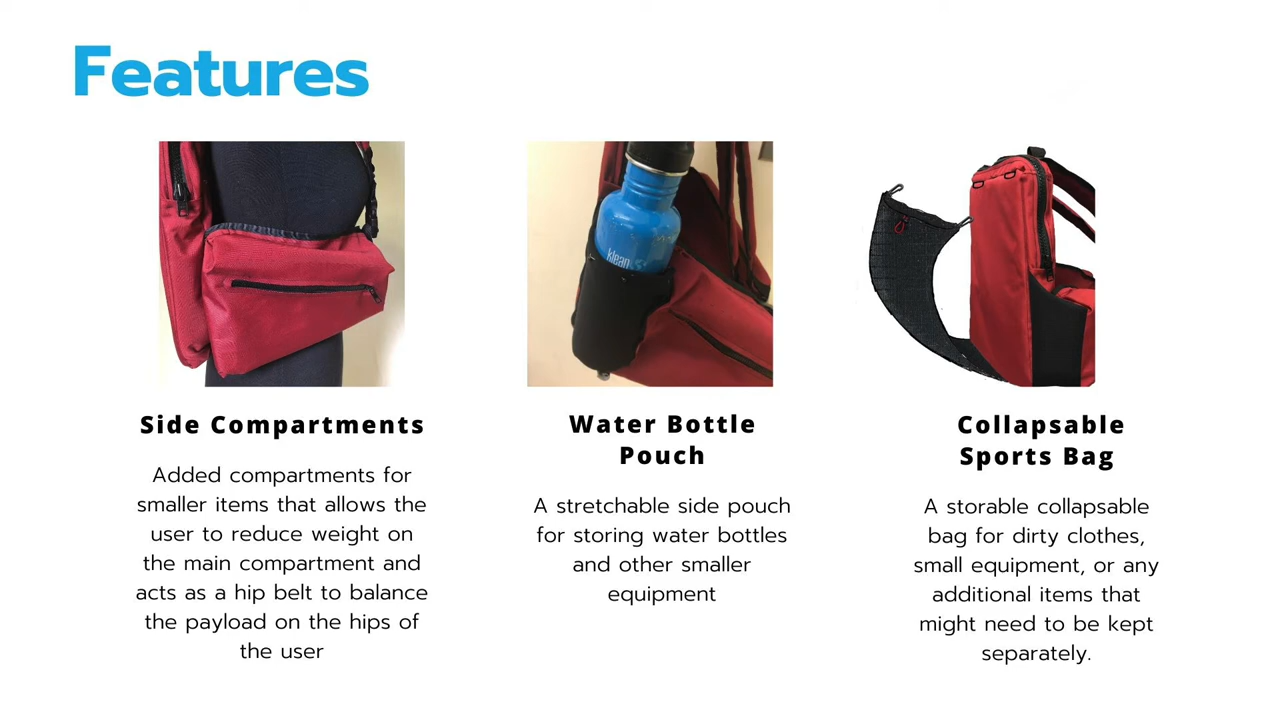 Features
klean
Side Compartments
Added compartments for
smaller items that allows the
user to reduce weight on
the main compartment and
acts as a hip belt to balance
the payload on the hips of
the user
Water Bottle
Pouch
A stretchable side pouch
for storing water bottles
and other smaller
equipment
Collapsable
Sports Bag
A storable collapsable
bag for dirty clothes,
small equipment, or any
additional items that
might need to be kept
separately.